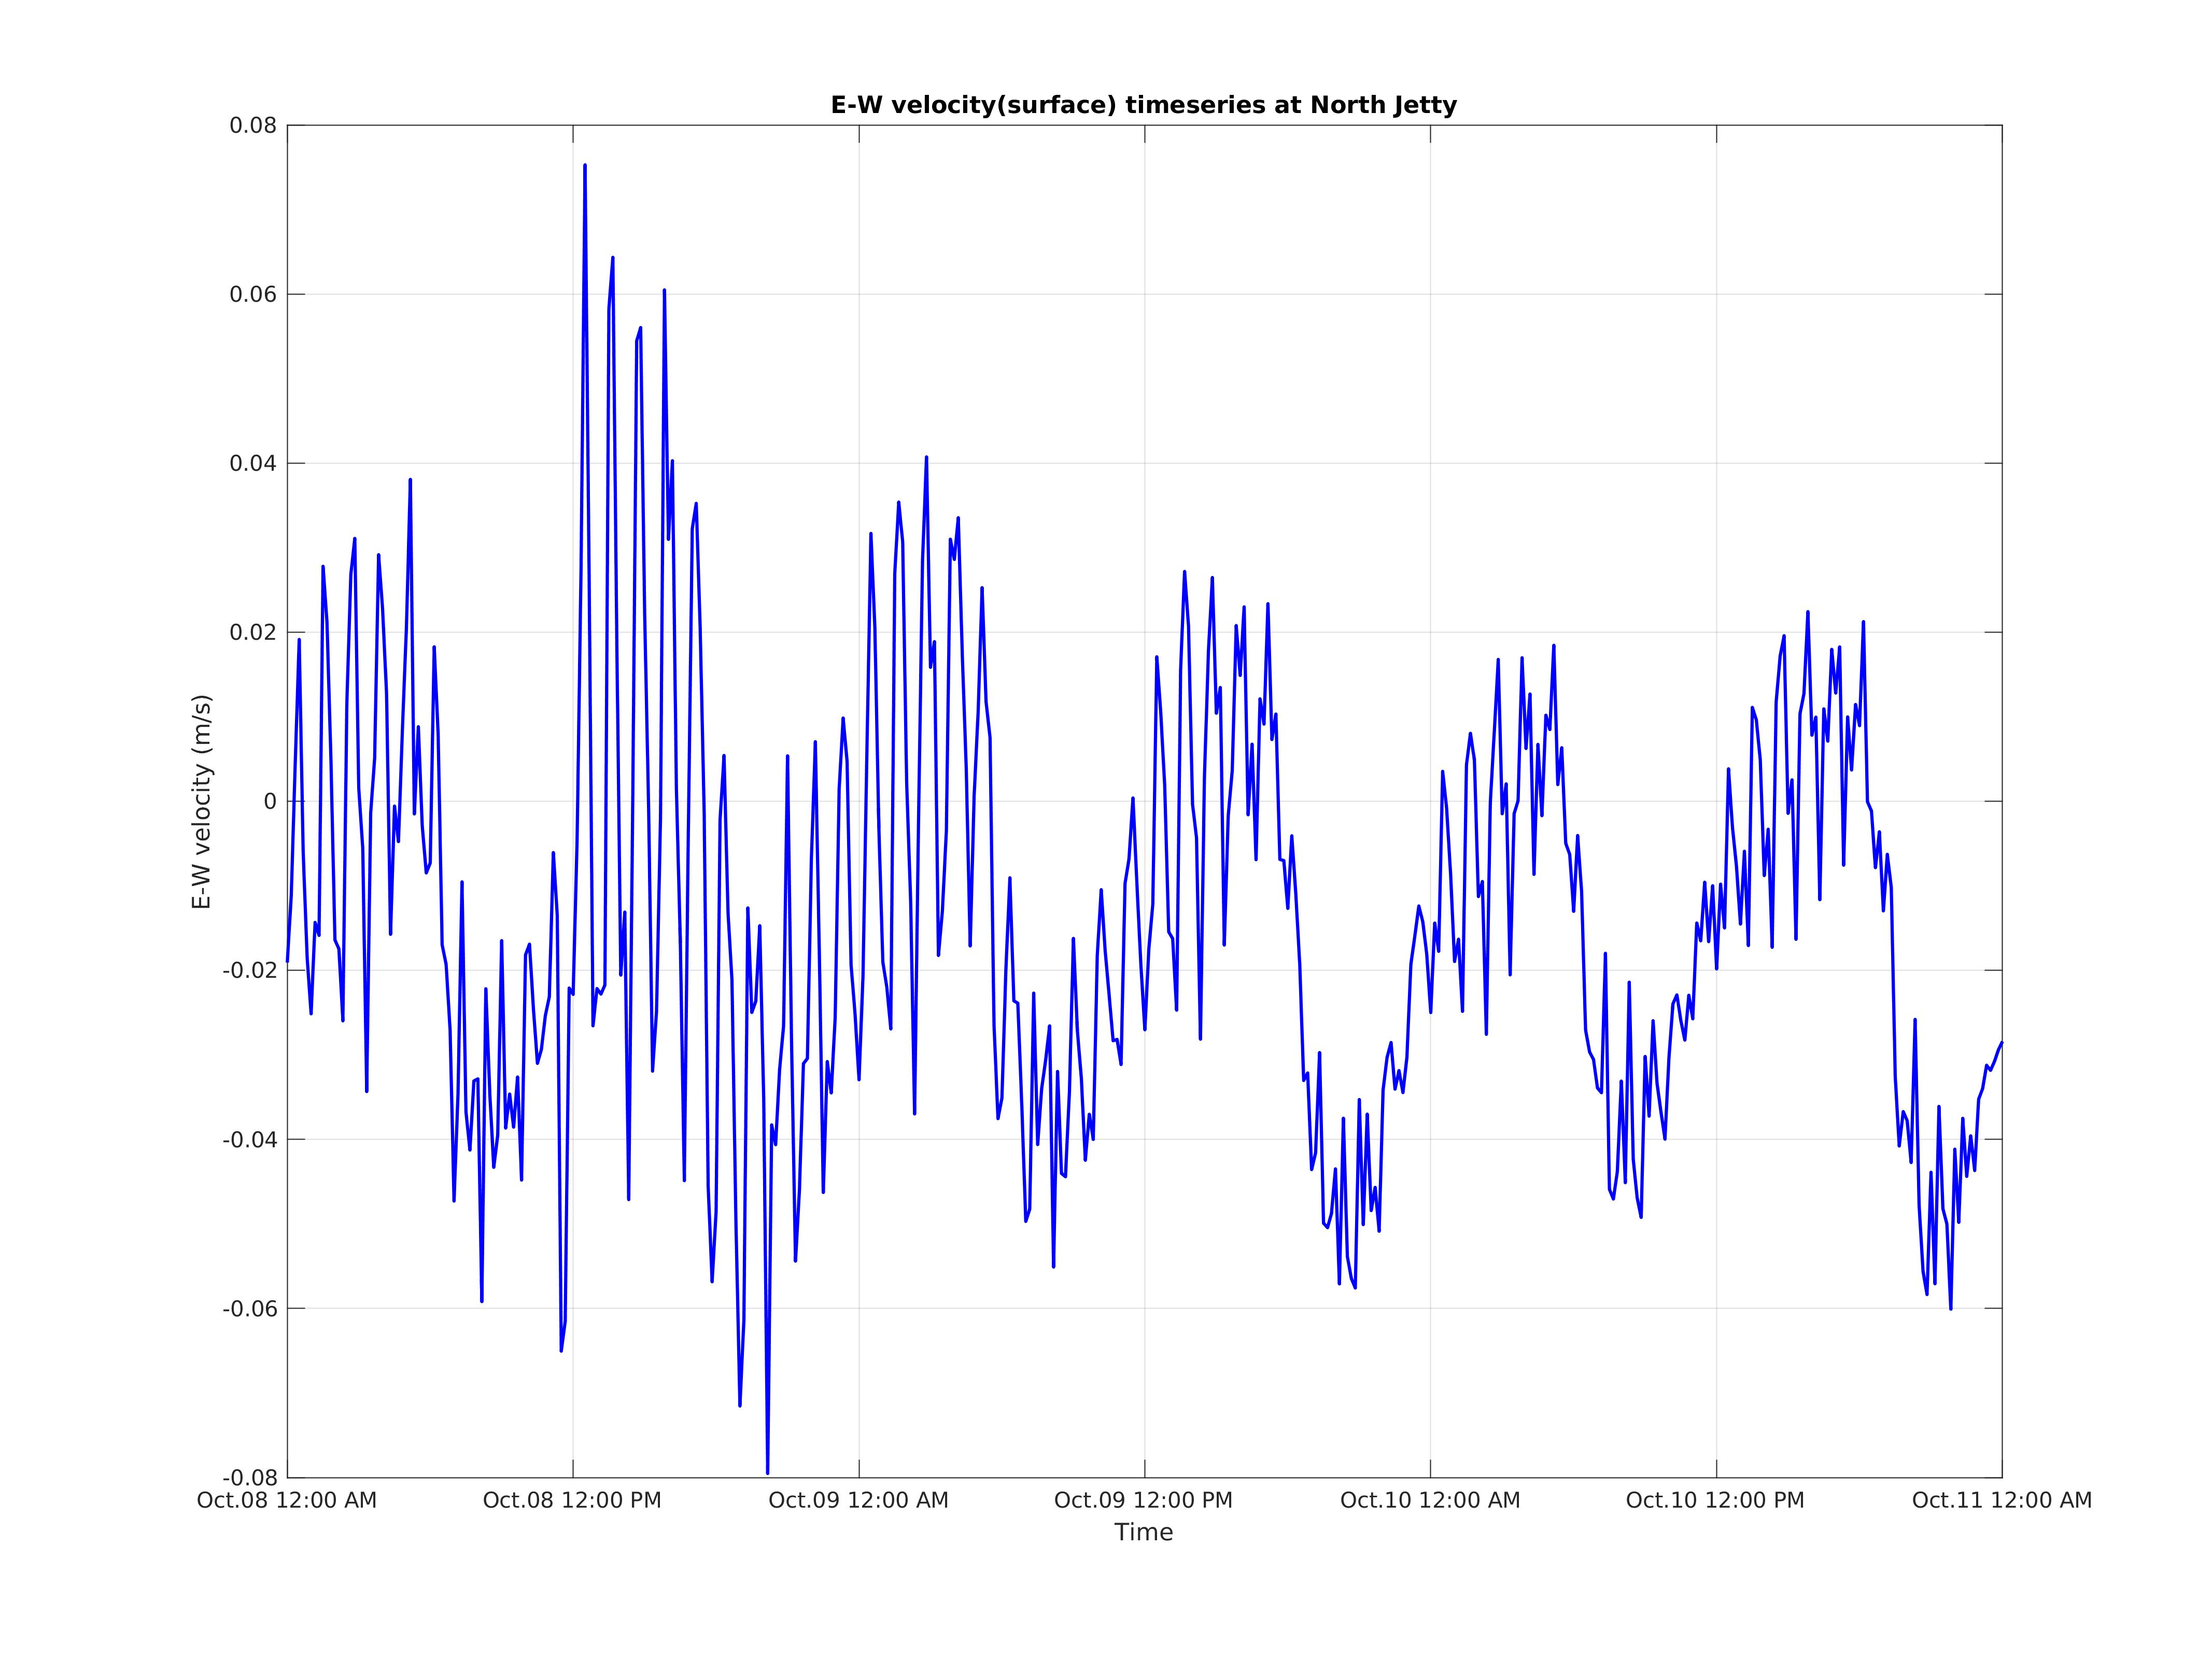 E-W velocity(surface) timeseries at North Jetty
0.08
0.06
0.04
0.02
0
-0.02
-0.04
-0.06
-0.08
E-W velocity (m/s)
Oct.08 12:00 AM
Oct.08 12:00 PM
Oct.09 12:00 AM
Oct.09 12:00 PM
Oct.10 12:00 AM
Oct.10 12:00 PM
Oct.11 12:00 AM
Time